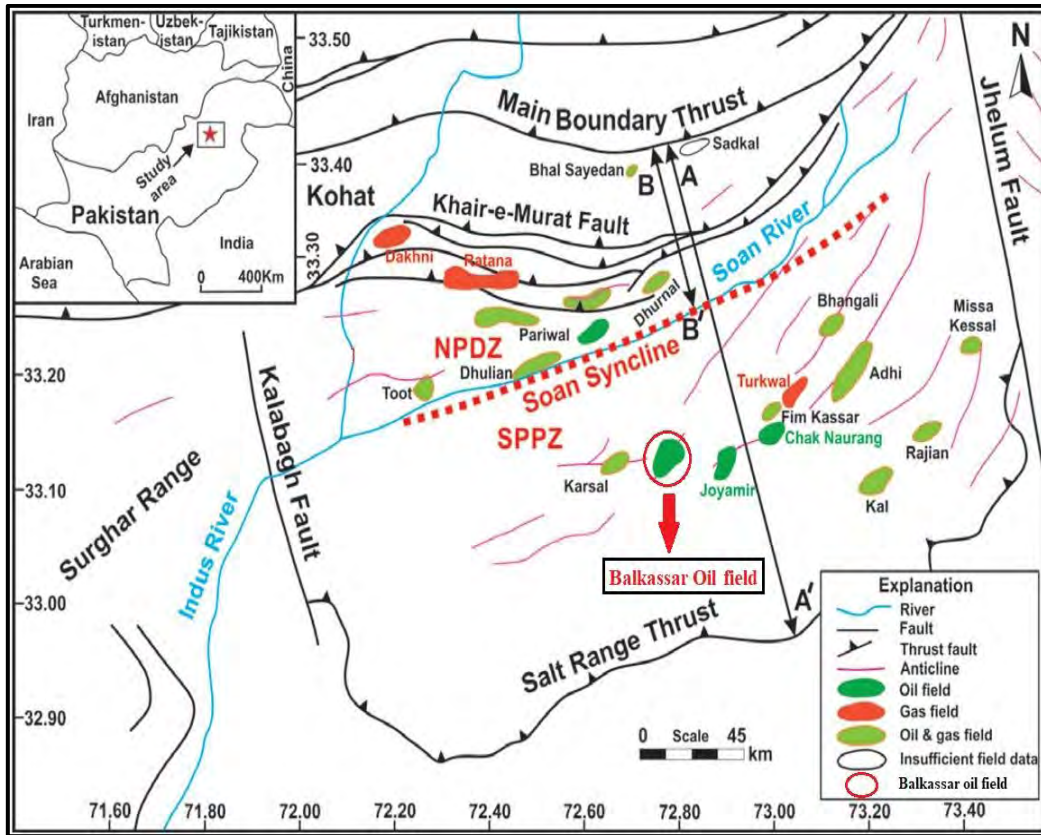 Turkmen-
istan
Uzbek-
istan
Tajikistan
China
Iran
Afghanistan
Study
area
Pakistan
India
Arabian
Sea
0 400Km
33.50
33.40
33.30
33.20
33.10
33.00
32.90
71.60
71.80
72.00
72.20
72.40
72.60
72.80
73.00
73.20
73.40
N
Main Boundary Thrust
Sadkal
Bhal Sayedan
B
A
Kohat
Khair-e-Murat Fault
Jhelum Fault
Dakhni
Ratana
Soan River
Dhurnal
B'
Pariwal
NPDZ
Dhulian
Soan Syncline
Toot
SPPZ
Bhangali
Missa
Kessal
Adhi
Turkwal
Fim Kassar
Chak Naurang
Rajian
Karsal
Joyamir
Kal
Kalabagh Fault
Surghar Range
Indus River
Balkassar Oil field
A'
Salt Range Thrust
0 Scale 45
km
Explanation
River
Fault
Thrust fault
Anticline
Oil field
Gas field
Oil & gas field
Insufficient field data
Balkassar oil field